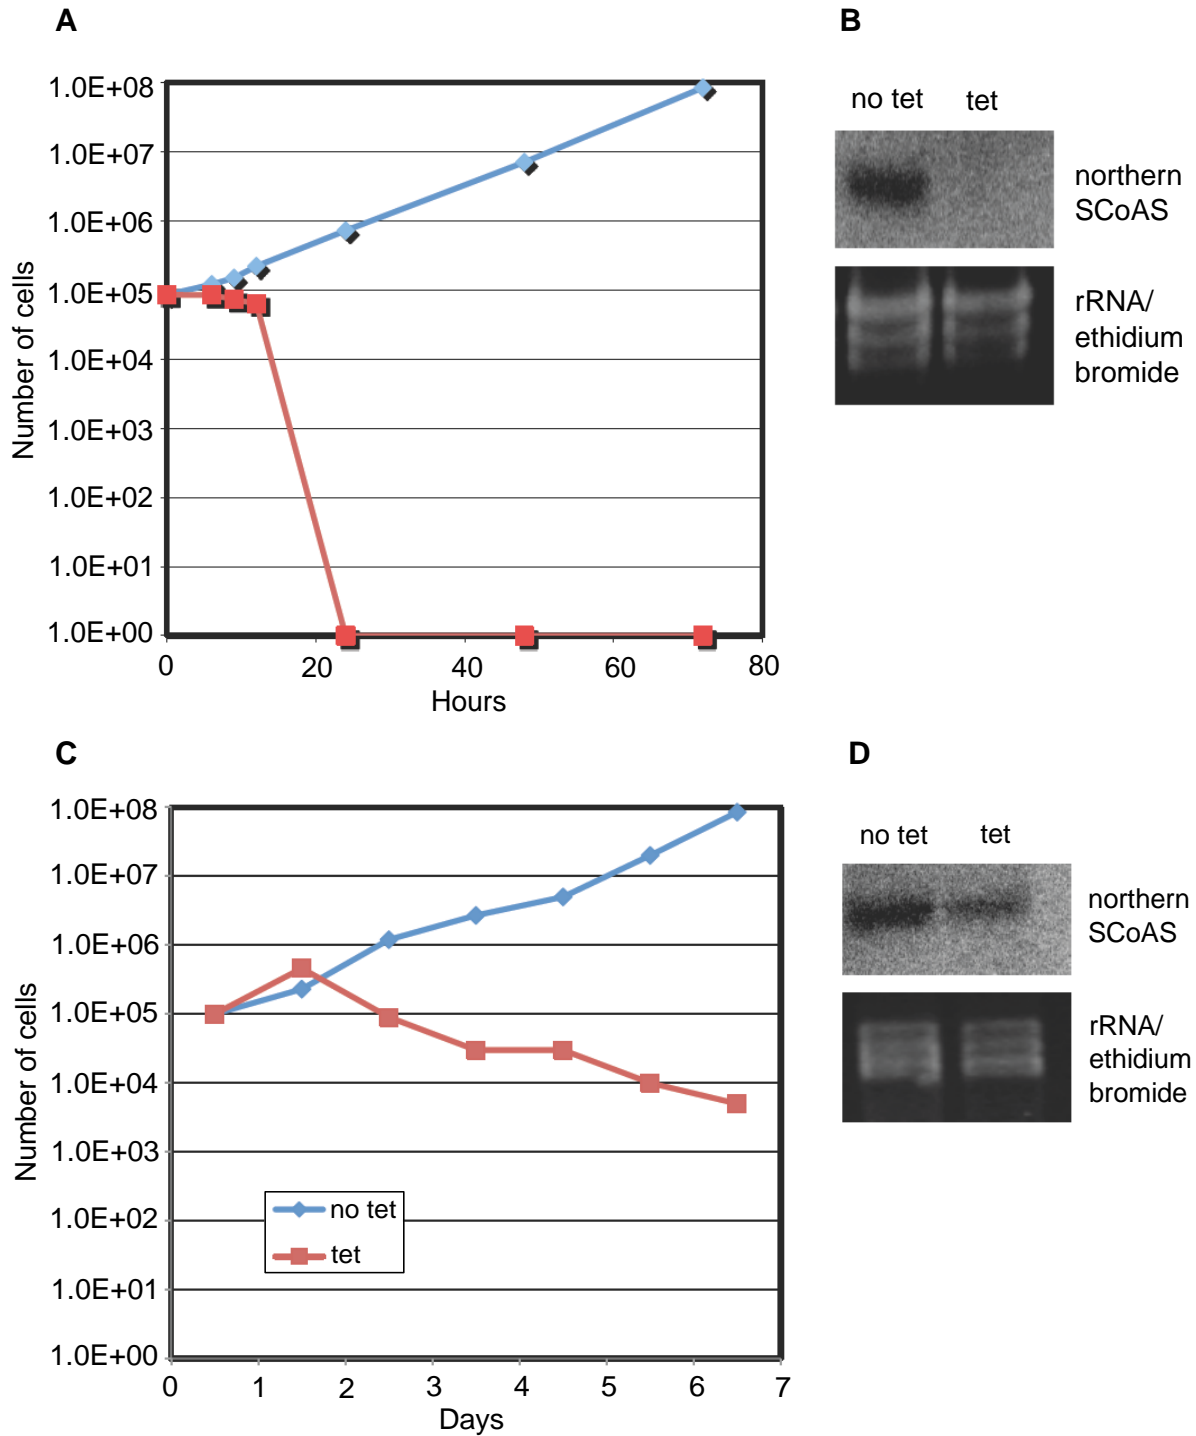 A
1.0E+08
1.0E+07
1.0E+06
1.0E+05
1.0E+04
1.0E+03
1.0E+02
1.0E+01
1.0E+00
Number of cells
0 20 40 60 80
Hours
B
no tet tet
northern
SCoAS
rRNA/
ethidium
bromide
C
1.0E+08
1.0E+07
1.0E+06
1.0E+05
1.0E+04
1.0E+03
1.0E+02
1.0E+01
1.0E+00
Number of cells
no tet
tet
0 1 2 3 4 5 6 7
Days
D
no tet tet
northern
SCoAS
rRNA/
ethidium
bromide